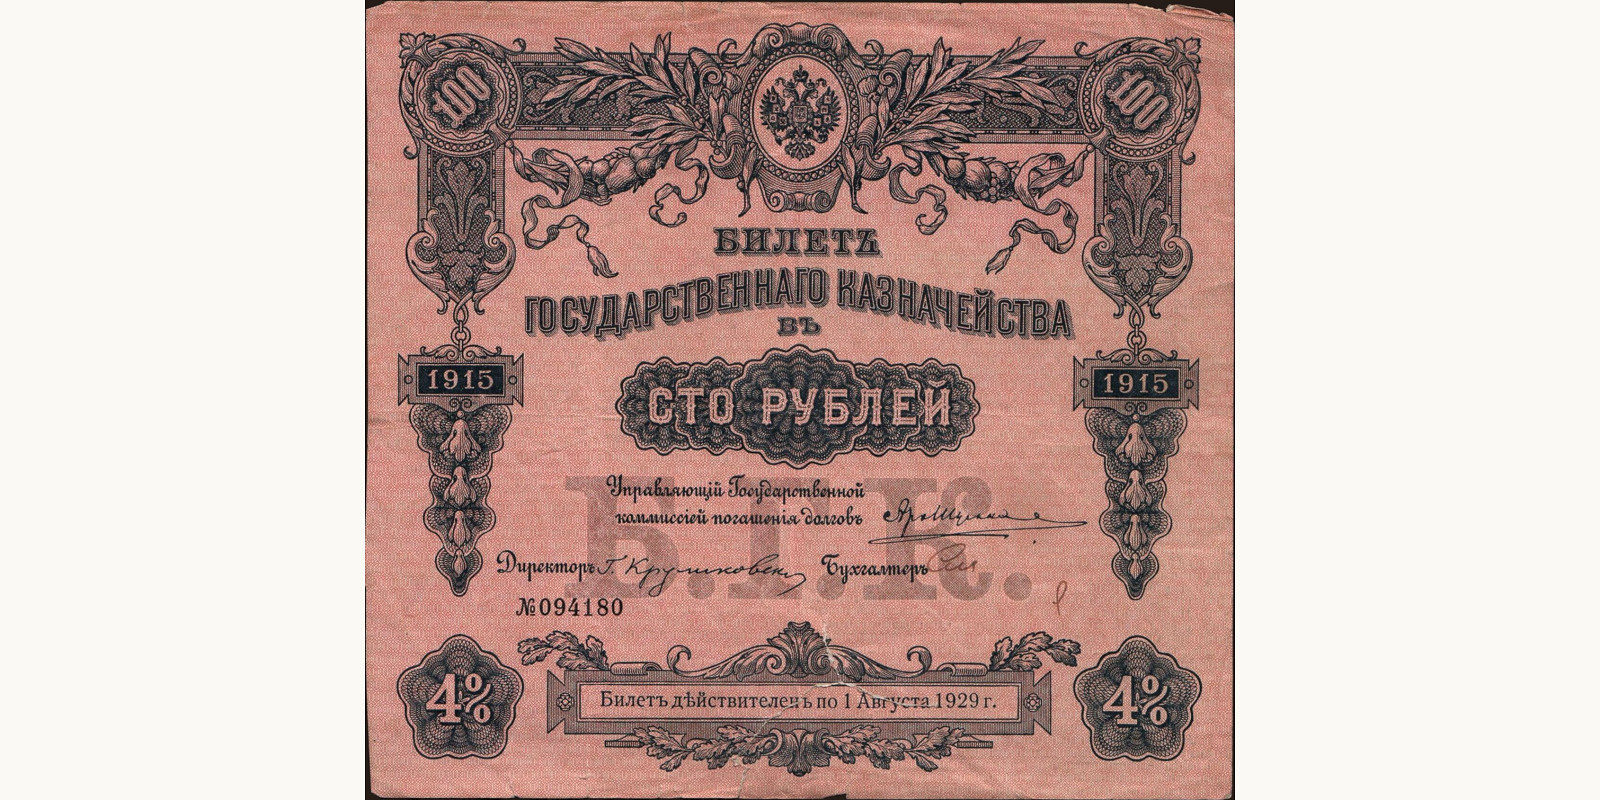 100 100
БИЛЕТЪ
ГОСУДАРСТВЕННАГО КАЗНАЧЕЙСТВА
ВЪ
1915 1915
СТО РУБЛЕЙ
Б.Г.К.
Управляющій Государственной
коммиссіей погашенія долговъ
Директоръ Бухгалтеръ
№094180
4% 4%
Билетъ дѣйствителенъ по 1 Августа 1929 г.